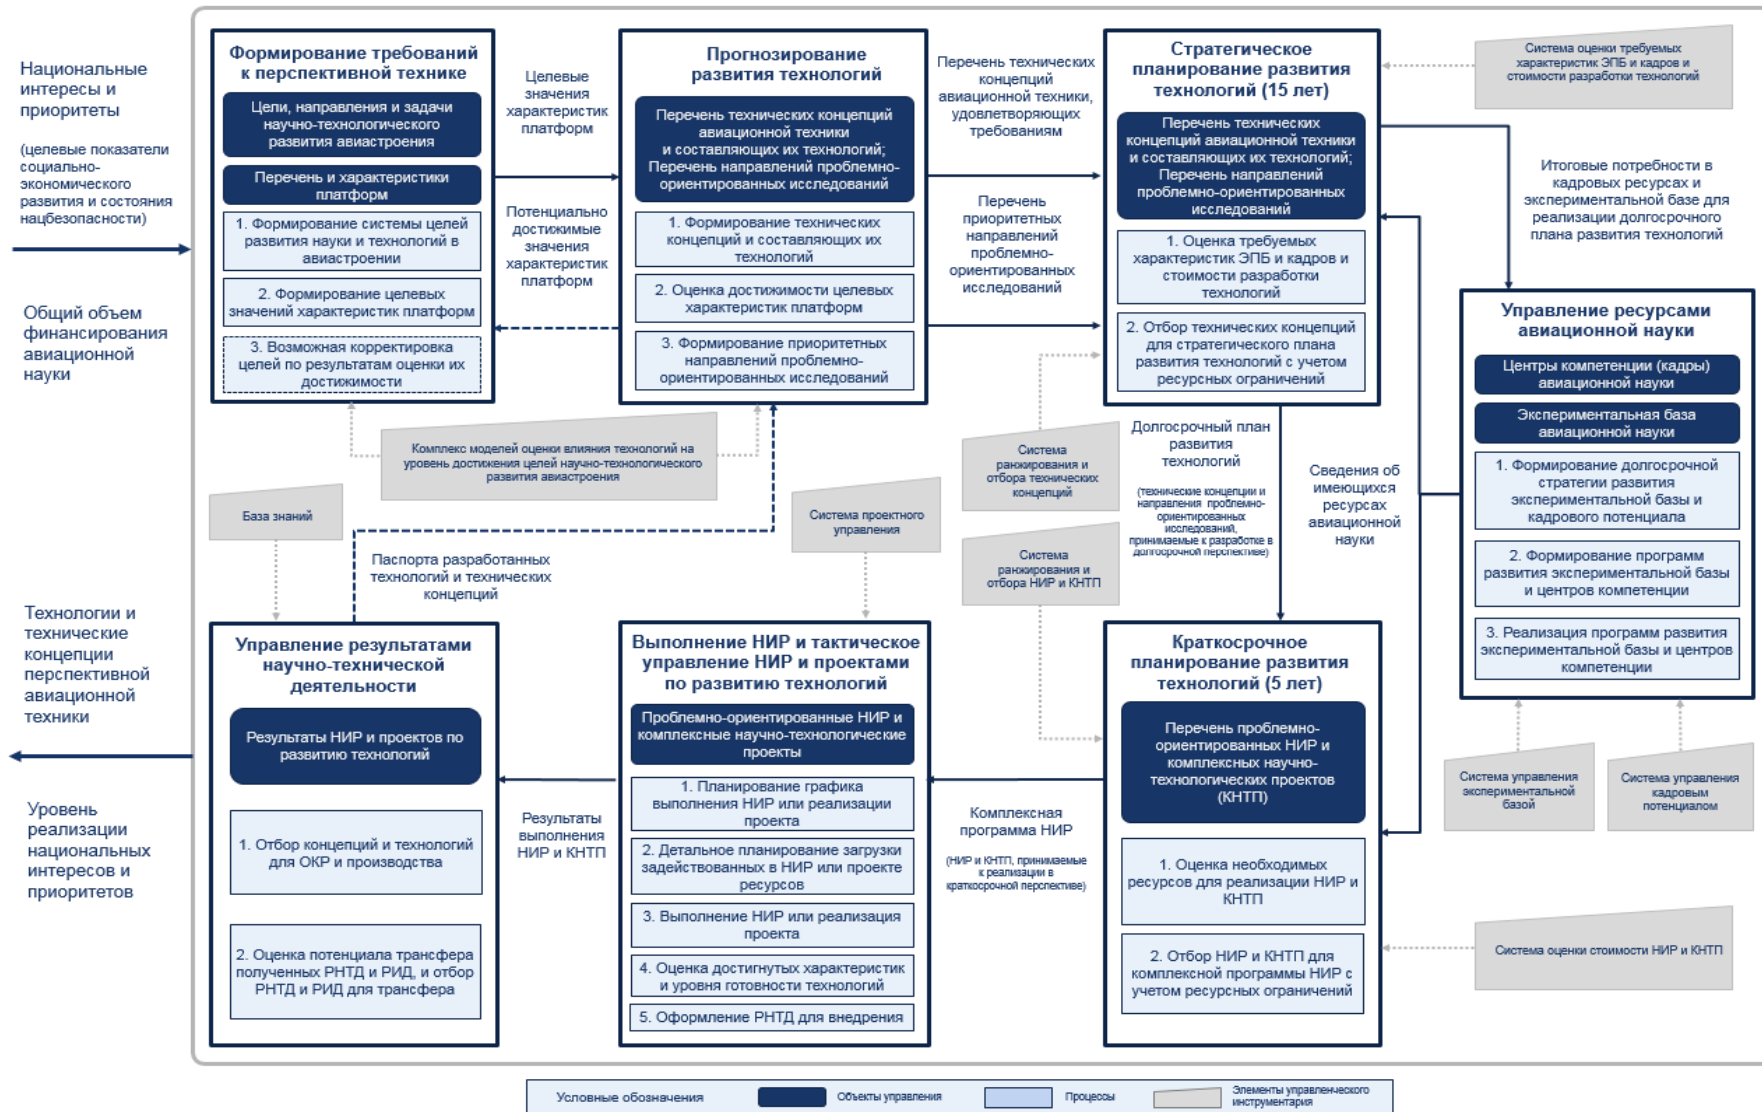 Национальные
интересы и
приоритеты
(целевые показатели
социально-
экономического
развития и состояния
нацбезопасности)
Общий объем
финансирования
авиационной
науки
Технологии и
технические
концепции
перспективной
авиационной
техники
Уровень
реализации
национальных
интересов и
приоритетов
Формирование требований
к перспективной технике
Цели, направления и задачи
научно-технологического
развития авиастроения
Перечень и характеристики
платформ
1. Формирование системы целей
развития науки и технологий в
авиастроении
2. Формирование целевых
значений характеристик платформ
3. Возможная корректировка
целей по результатам оценки их
достижимости
Целевые
значения
характеристик
платформ
Потенциально
достижимые
значения
характеристик
платформ
Прогнозирование
развития технологий
Перечень технических концепций
авиационной техники
и составляющих их технологий;
Перечень направлений проблемно-
ориентированных исследований
1. Формирование технических
концепций и составляющих их
технологий
2. Оценка достижимости целевых
характеристик платформ
3. Формирование приоритетных
направлений проблемно-
ориентированных исследований
Перечень технических
концепций
авиационной техники,
удовлетворяющих
требованиям
Перечень
приоритетных
направлений
проблемно-
ориентированных
исследований
Стратегическое
планирование развития
технологий (15 лет)
Перечень технических
концепций авиационной техники
и составляющих их технологий;
Перечень направлений
проблемно-ориентированных
исследований
1. Оценка требуемых
характеристик ЭПБ и кадров и
стоимости разработки
технологий
2. Отбор технических концепций
для стратегического плана
развития технологий с учетом
ресурсных ограничений
Система оценки требуемых
характеристик ЭПБ и кадров и
стоимости разработки технологий
Итоговые потребности в
кадровых ресурсах и
экспериментальной базе для
реализации долгосрочного
плана развития технологий
Управление ресурсами
авиационной науки
Центры компетенции (кадры)
авиационной науки
Экспериментальная база
авиационной науки
1. Формирование долгосрочной
стратегии развития
экспериментальной базы и
кадрового потенциала
2. Формирование программ
развития экспериментальной базы
и центров компетенции
3. Реализация программ развития
экспериментальной базы и центров
компетенции
Комплекс моделей оценки влияния технологий на
уровень достижения целей научно-технологического
развития авиастроения
База знаний
Паспорта разработанных
технологий и технических
концепций
Система проектного
управления
Система
ранжирования и
отбора технических
концепций
Система
ранжирования и
отбора НИР и КНТП
Долгосрочный план
развития
технологий
(технические концепции и
направления проблемно-
ориентированных
исследований,
принимаемые к разработке в
долгосрочной перспективе)
Сведения об
имеющихся
ресурсах
авиационной
науки
Управление результатами
научно-технической
деятельности
Результаты НИР и проектов по
развитию технологий
1. Отбор концепций и технологий
для ОКР и производства
2. Оценка потенциала трансфера
полученных РНТД и РИД, и отбор
РНТД и РИД для трансфера
Результаты
выполнения
НИР и КНТП
Выполнение НИР и тактическое
управление НИР и проектами
по развитию технологий
Проблемно-ориентированные НИР и
комплексные научно-технологические
проекты
1. Планирование графика
выполнения НИР или реализации
проекта
2. Детальное планирование загрузки
задействованных в НИР или проекте
ресурсов
3. Выполнение НИР или реализация
проекта
4. Оценка достигнутых характеристик
и уровня готовности технологий
5. Оформление РНТД для внедрения
Комплексная
программа НИР
(НИР и КНТП, принимаемые
к реализации в
краткосрочной перспективе)
Краткосрочное
планирование развития
технологий (5 лет)
Перечень проблемно-
ориентированных НИР и
комплексных научно-
технологических проектов
(КНТП)
1. Оценка необходимых
ресурсов для реализации НИР и
КНТП
2. Отбор НИР и КНТП для
комплексной программы НИР с
учетом ресурсных ограничений
Система управления
экспериментальной
базой
Система управления
кадровым
потенциалом
Система оценки стоимости НИР и КНТП
Условные обозначения
Объекты управления
Процессы
Элементы управленческого
инструментария